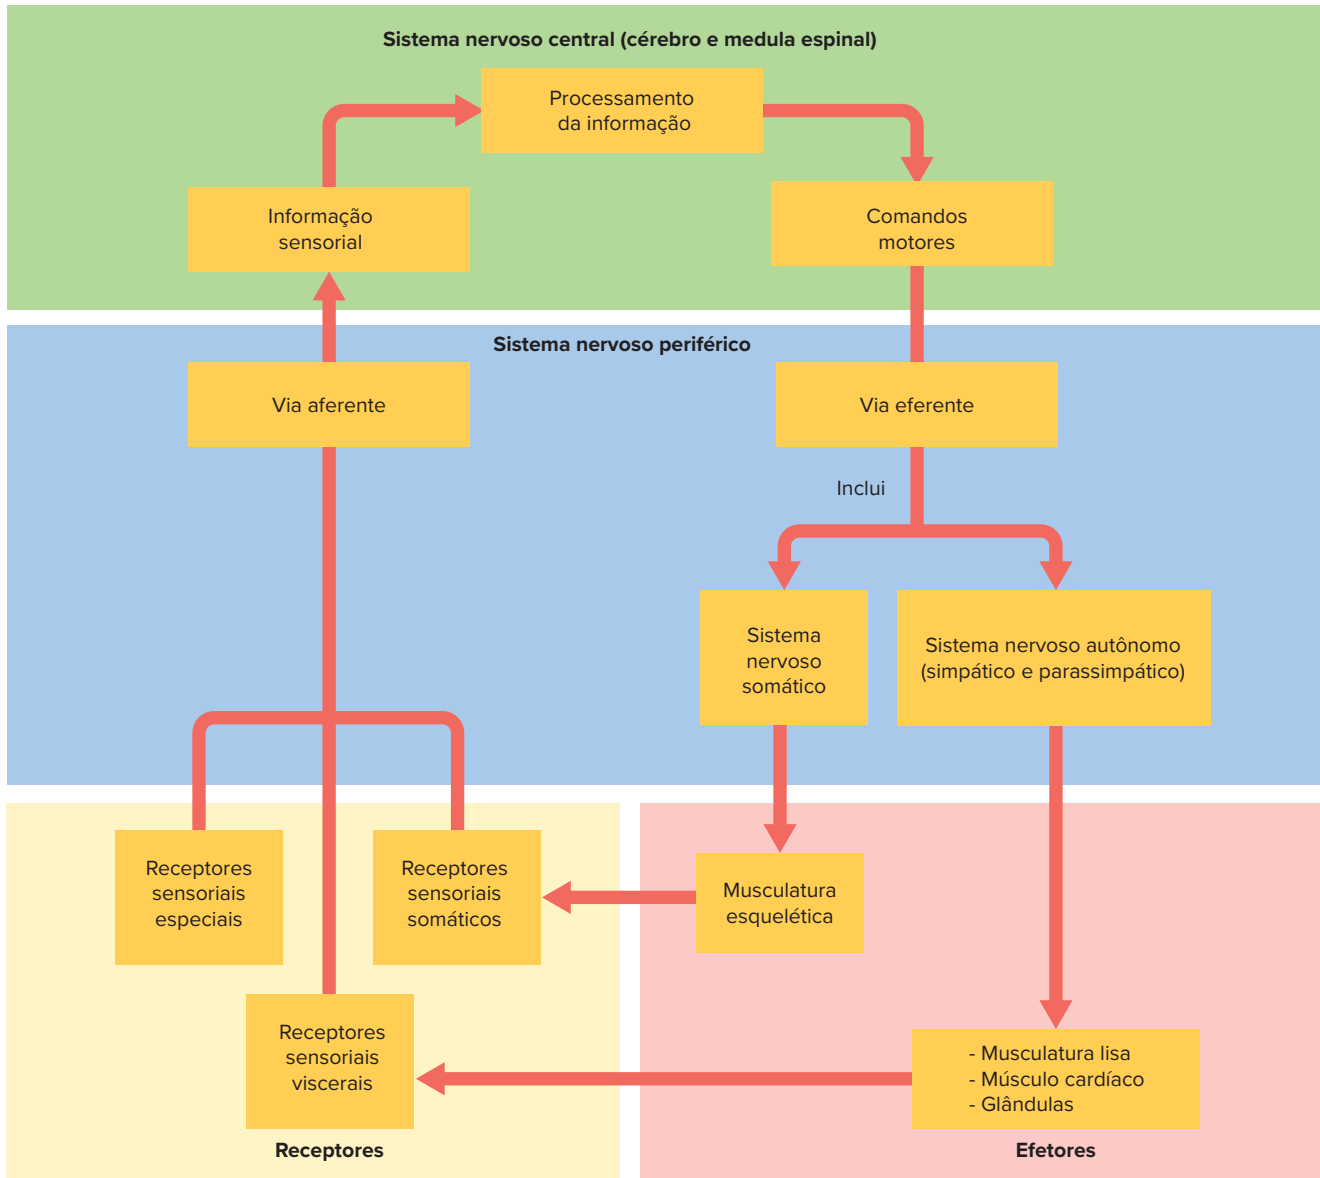 Sistema nervoso central (cérebro e medula espinal)
Processamento
da informação
Informação
sensorial
Comandos
motores
Sistema nervoso periférico
Via aferente
Via eferente
Inclui
Sistema
nervoso
somático
Sistema nervoso autônomo
(simpático e parassimpático)
Receptores
sensoriais
especiais
Receptores
sensoriais
somáticos
Musculatura
esquelética
Receptores
sensoriais
viscerais
- Musculatura lisa
- Músculo cardíaco
- Glândulas
Receptores
Efetores